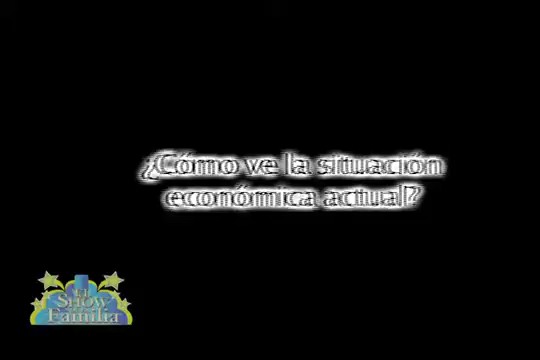 ¿Cómo ve la situación
económica actual?
El
Show
Familia